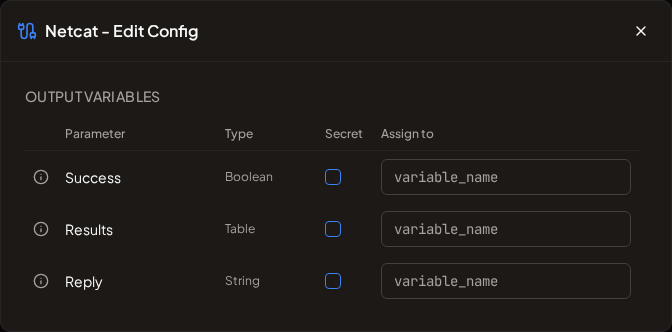 Netcat - Edit Config
OUTPUT VARIABLES
Parameter Type Secret Assign to
Success Boolean variable_name
Results Table variable_name
Reply String variable_name